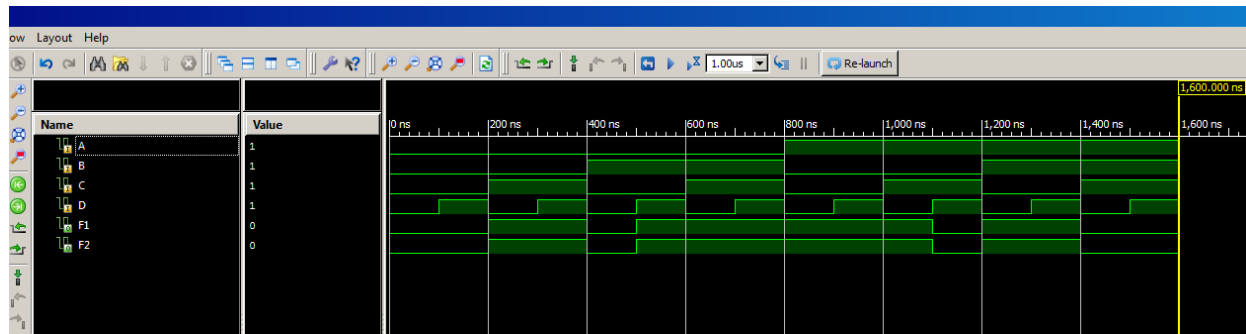 ow Layout Help
1.00us Re-launch
1,600.000 ns
Name Value 0 ns 200 ns 400 ns 600 ns 800 ns 1,000 ns 1,200 ns 1,400 ns 1,600 ns
A 1
B 1
C 1
D 1
F1 0
F2 0